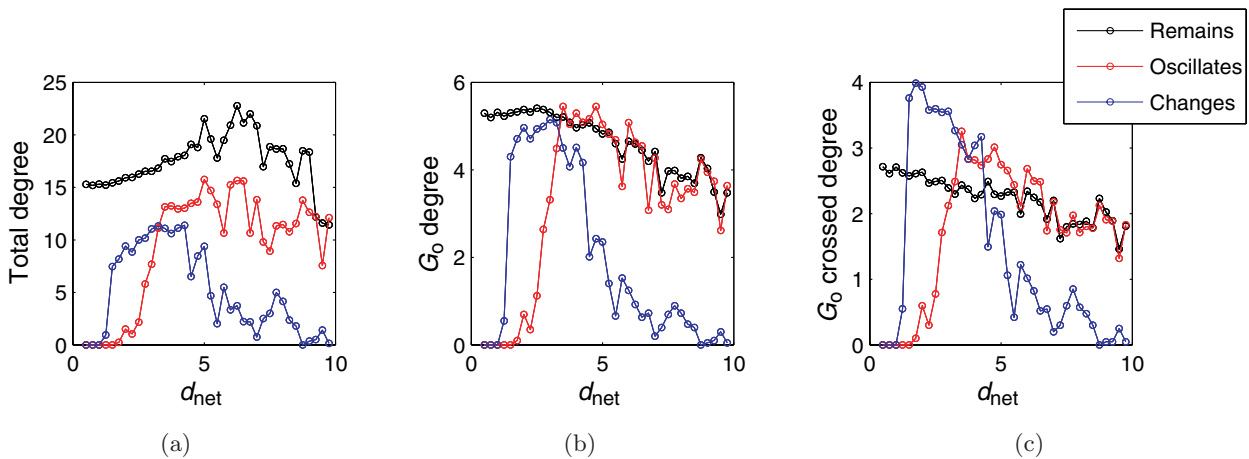 Remains
Oscillates
Changes
Total degree
25
20
15
10
5
0
0
5
10
d_net
(a)
G_o degree
6
4
2
0
0
5
10
d_net
(b)
G_o crossed degree
4
3
2
1
0
0
5
10
d_net
(c)